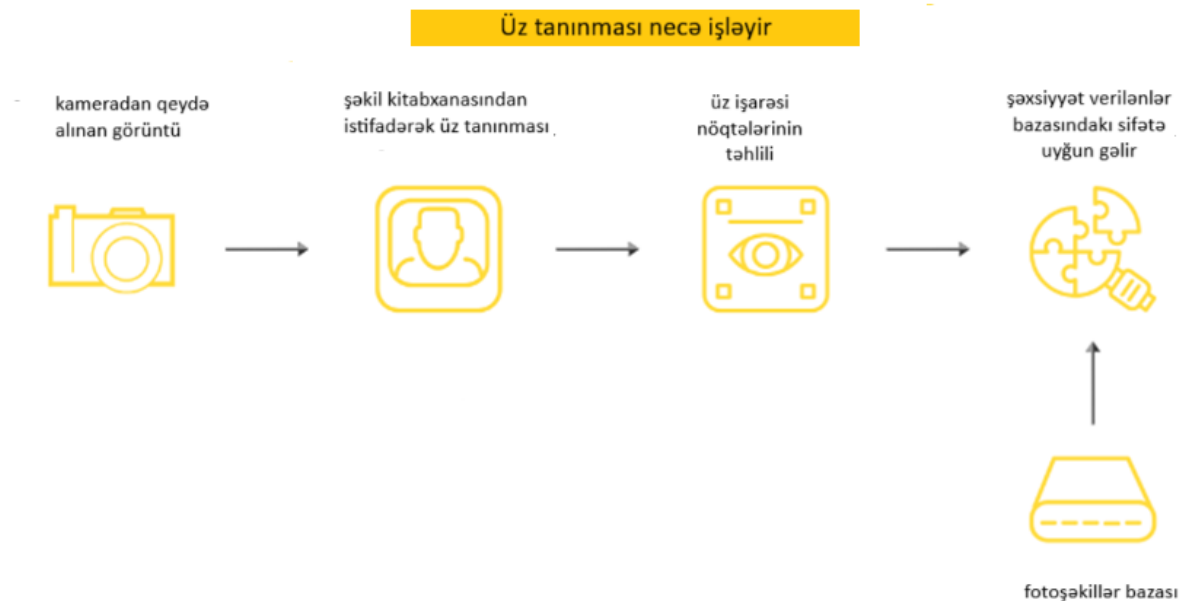 Üz tanınması necə işləyir
kameradan qeydə
alınan görüntü
şəkil kitabxanasından
istifadərək üz tanınması
üz işarəsi
nöqtələrinin
təhlili
şəxsiyyət verilənlər
bazasındakı sifətə
uyğun gəlir
fotoşəkillər bazası